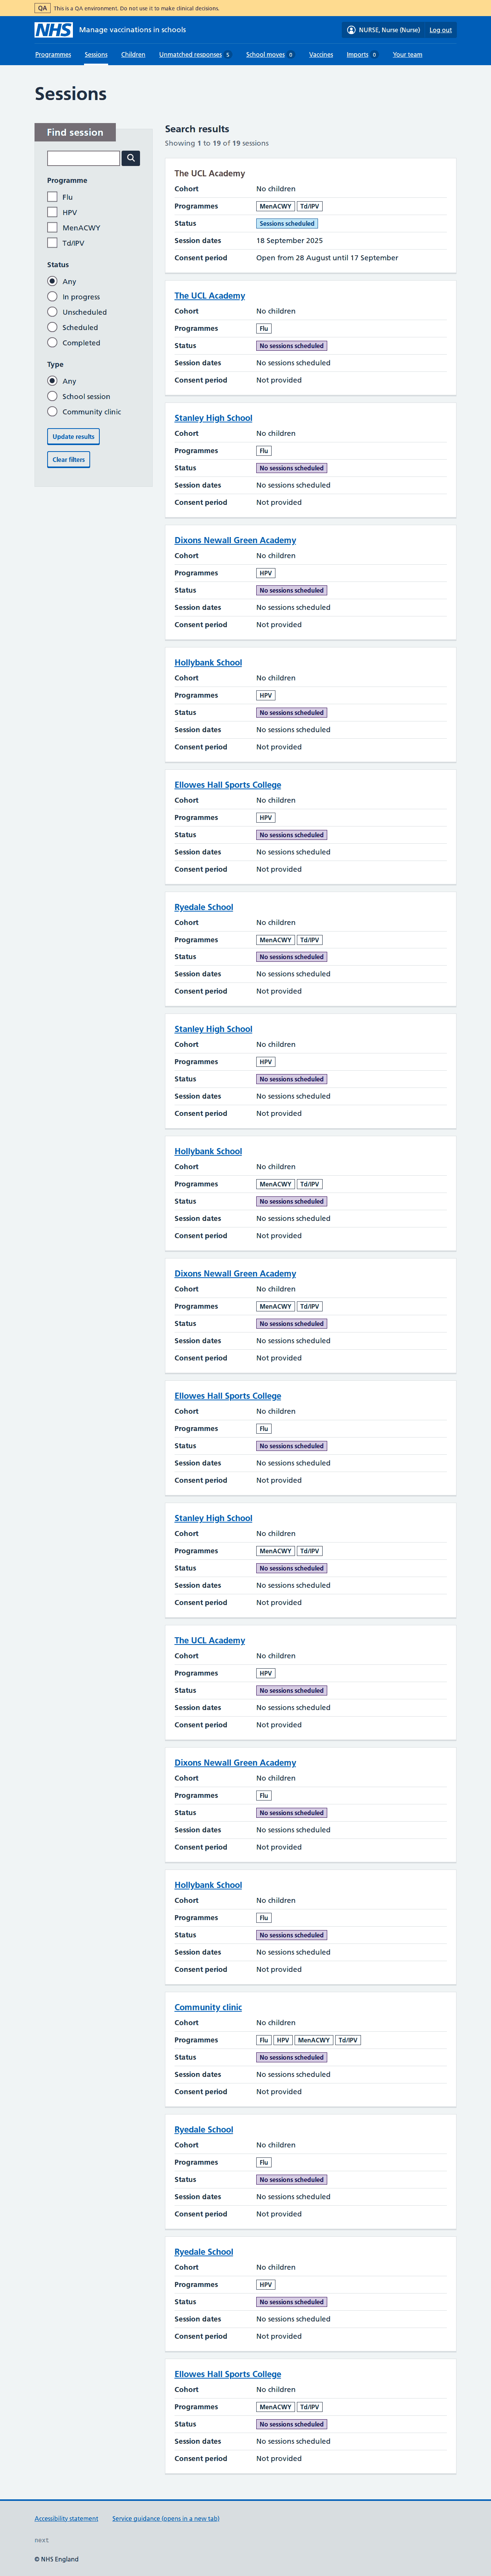 QA This is a QA environment. Do not use it to make clinical decisions.
NHS Manage vaccinations in schools NURSE, Nurse (Nurse) Log out
Programmes Sessions Children Unmatched responses 5 School moves 0 Vaccines Imports 0 Your team
Sessions
Find session
Programme
Flu
HPV
MenACWY
Td/IPV
Status
Any
In progress
Unscheduled
Scheduled
Completed
Type
Any
School session
Community clinic
Update results
Clear filters
Search results
Showing 1 to 19 of 19 sessions
The UCL Academy
Cohort No children
Programmes MenACWY Td/IPV
Status Sessions scheduled
Session dates 18 September 2025
Consent period Open from 28 August until 17 September
The UCL Academy
Cohort No children
Programmes Flu
Status No sessions scheduled
Session dates No sessions scheduled
Consent period Not provided
Stanley High School
Cohort No children
Programmes Flu
Status No sessions scheduled
Session dates No sessions scheduled
Consent period Not provided
Dixons Newall Green Academy
Cohort No children
Programmes HPV
Status No sessions scheduled
Session dates No sessions scheduled
Consent period Not provided
Hollybank School
Cohort No children
Programmes HPV
Status No sessions scheduled
Session dates No sessions scheduled
Consent period Not provided
Ellowes Hall Sports College
Cohort No children
Programmes HPV
Status No sessions scheduled
Session dates No sessions scheduled
Consent period Not provided
Ryedale School
Cohort No children
Programmes MenACWY Td/IPV
Status No sessions scheduled
Session dates No sessions scheduled
Consent period Not provided
Stanley High School
Cohort No children
Programmes HPV
Status No sessions scheduled
Session dates No sessions scheduled
Consent period Not provided
Hollybank School
Cohort No children
Programmes MenACWY Td/IPV
Status No sessions scheduled
Session dates No sessions scheduled
Consent period Not provided
Dixons Newall Green Academy
Cohort No children
Programmes MenACWY Td/IPV
Status No sessions scheduled
Session dates No sessions scheduled
Consent period Not provided
Ellowes Hall Sports College
Cohort No children
Programmes Flu
Status No sessions scheduled
Session dates No sessions scheduled
Consent period Not provided
Stanley High School
Cohort No children
Programmes MenACWY Td/IPV
Status No sessions scheduled
Session dates No sessions scheduled
Consent period Not provided
The UCL Academy
Cohort No children
Programmes HPV
Status No sessions scheduled
Session dates No sessions scheduled
Consent period Not provided
Dixons Newall Green Academy
Cohort No children
Programmes Flu
Status No sessions scheduled
Session dates No sessions scheduled
Consent period Not provided
Hollybank School
Cohort No children
Programmes Flu
Status No sessions scheduled
Session dates No sessions scheduled
Consent period Not provided
Community clinic
Cohort No children
Programmes Flu HPV MenACWY Td/IPV
Status No sessions scheduled
Session dates No sessions scheduled
Consent period Not provided
Ryedale School
Cohort No children
Programmes Flu
Status No sessions scheduled
Session dates No sessions scheduled
Consent period Not provided
Ryedale School
Cohort No children
Programmes HPV
Status No sessions scheduled
Session dates No sessions scheduled
Consent period Not provided
Ellowes Hall Sports College
Cohort No children
Programmes MenACWY Td/IPV
Status No sessions scheduled
Session dates No sessions scheduled
Consent period Not provided
Accessibility statement Service guidance (opens in a new tab)
next
© NHS England